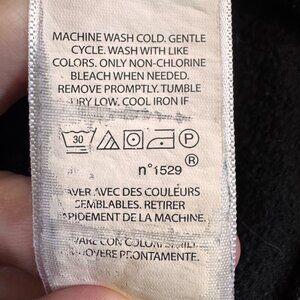 MACHINE WASH COLD. GENTLE
CYCLE. WASH WITH LIKE
COLORS. ONLY NON-CHLORINE
BLEACH WHEN NEEDED.
REMOVE PROMPTLY. TUMBLE
DRY LOW. COOL IRON IF
30 P
®
n°1529
AVER AVEC DES COULEURS
SEMBLABLES. RETIRER
APIDEMENT DE LA MACHINE.
PRONTAMENTE.